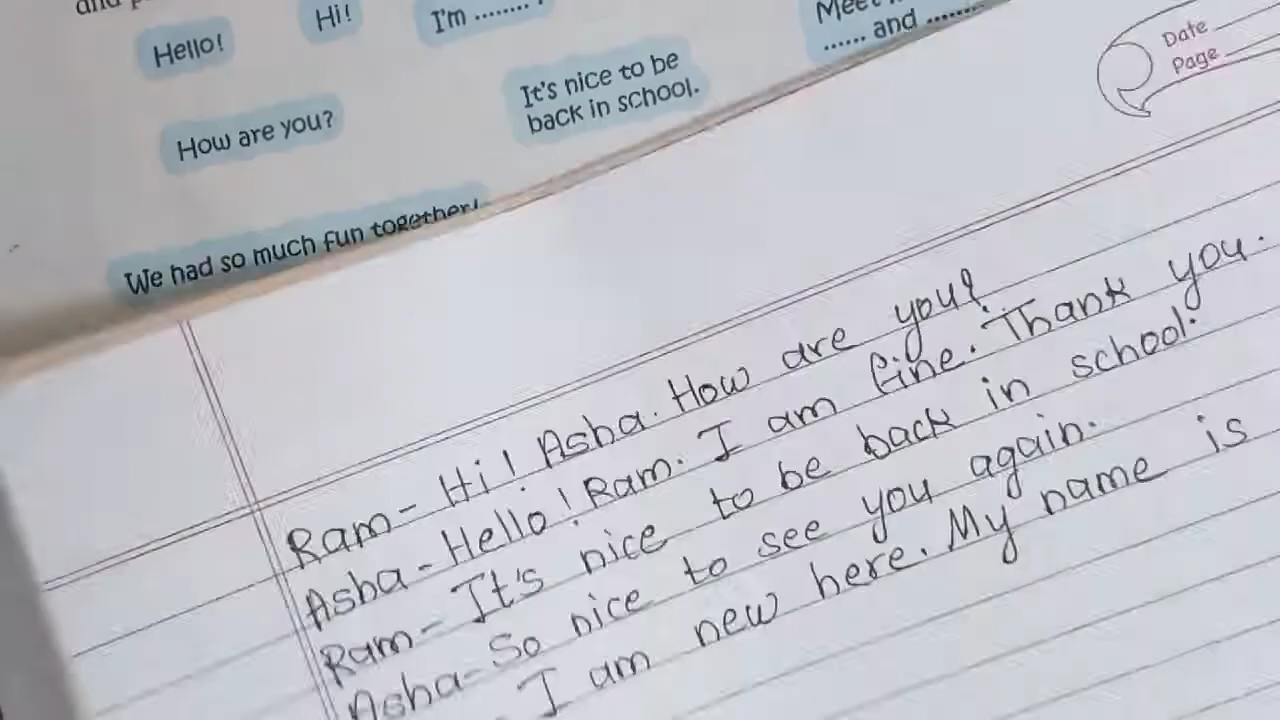 and
Hello!
Hi!
I'm ........ .
Meet
...... and ........
How are you?
It's nice to be
back in school.
We had so much fun together!
Date
Page
Ram- Hi! Asha. How are you?
Asha- Hello! Ram. I am fine. Thank you.
Ram- It's nice to be back in school.
Asha- So nice to see you again.
I am new here. My name is